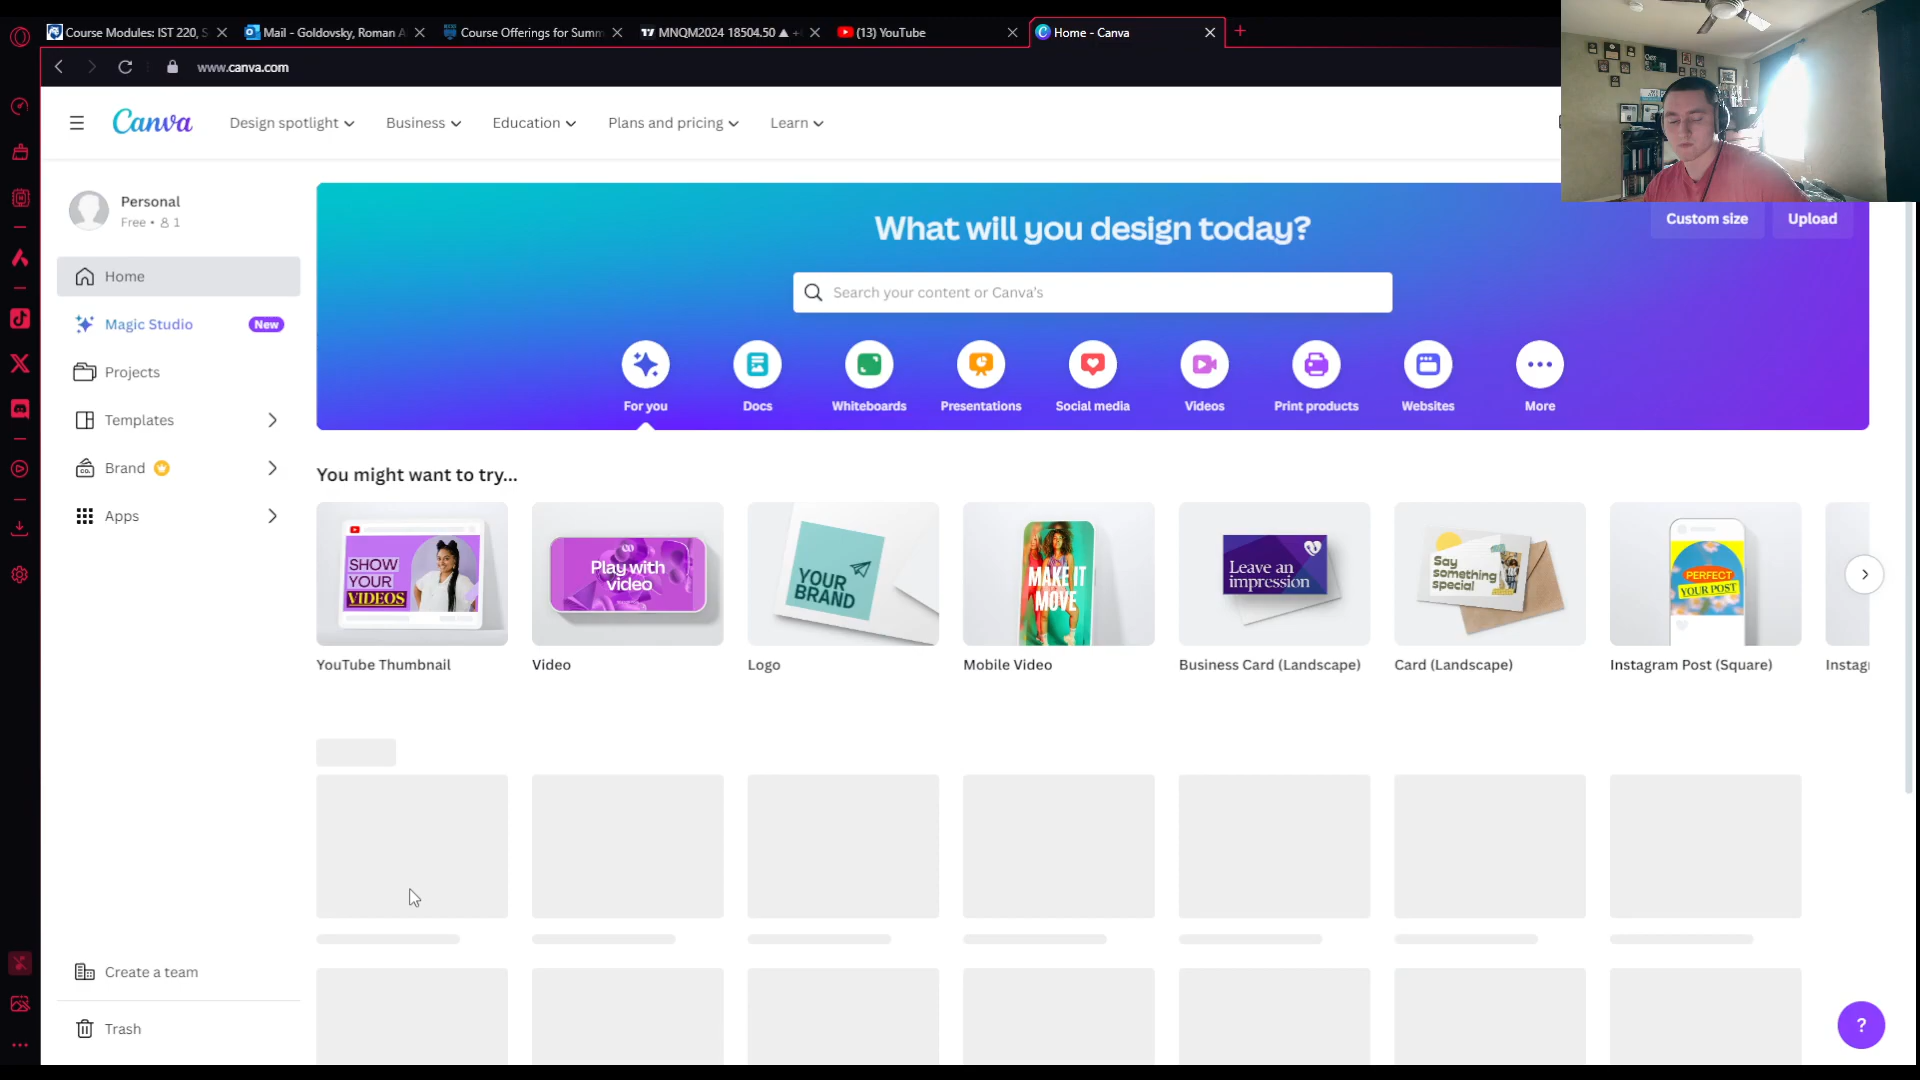 Course Modules: IST 220, S
Mail - Goldovsky, Roman A
Course Offerings for Summ
MNQM2024 18504.50
(13) YouTube
Home - Canva
www.canva.com
Canva
Design spotlight
Business
Education
Plans and pricing
Learn
Personal
Free • 1
Home
Magic Studio
New
Projects
Templates
Brand
Apps
Create a team
Trash
What will you design today?
Custom size
Upload
Search your content or Canva's
For you
Docs
Whiteboards
Presentations
Social media
Videos
Print products
Websites
More
You might want to try...
SHOW
YOUR
VIDEOS
Play with
video
YOUR
BRAND
MAKE IT
MOVE
Leave an
impression
Say
something
special
PERFECT
YOUR POST
YouTube Thumbnail
Video
Logo
Mobile Video
Business Card (Landscape)
Card (Landscape)
Instagram Post (Square)
Instag
?